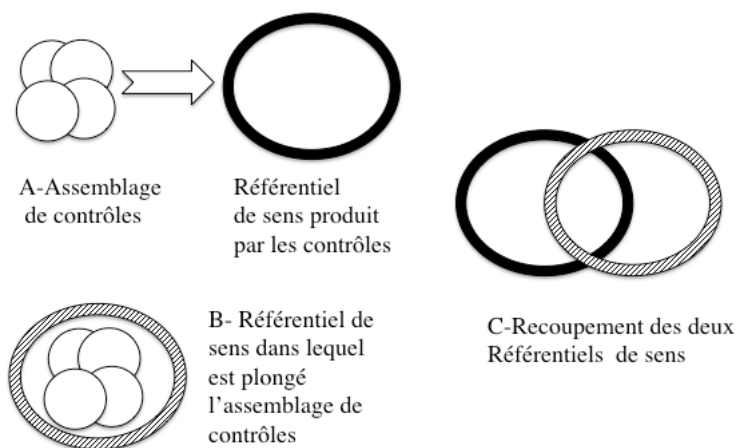 A-Assemblage
de contrôles
Référentiel
de sens produit
par les contrôles
B- Référentiel de
sens dans lequel
est plongé
l'assemblage de
contrôles
C-Recoupement des deux
Référentiels de sens